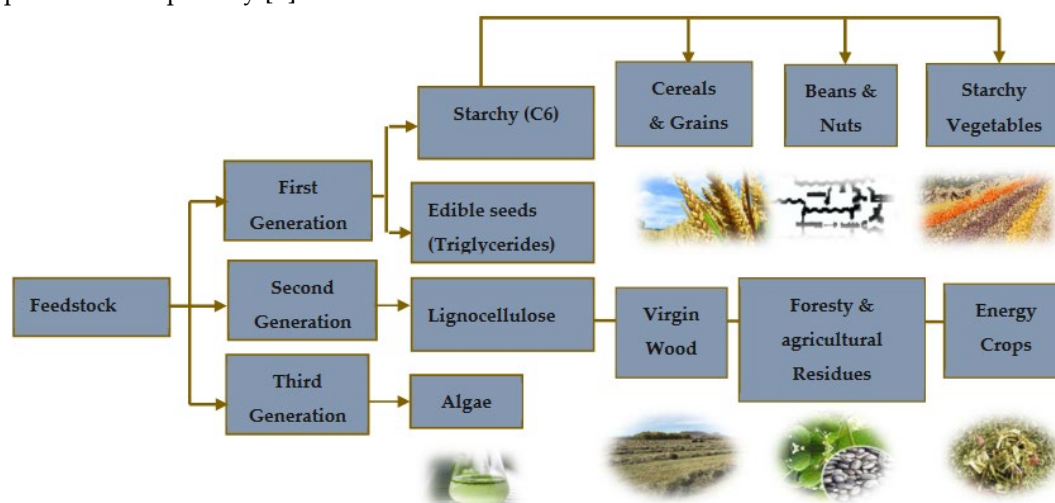 Starchy (C6)
Cereals
& Grains
Beans &
Nuts
Starchy
Vegetables
First
Generation
Edible seeds
(Triglycerides)
Feedstock
Second
Generation
Lignocellulose
Virgin
Wood
Foresty &
agricultural
Residues
Energy
Crops
Third
Generation
Algae